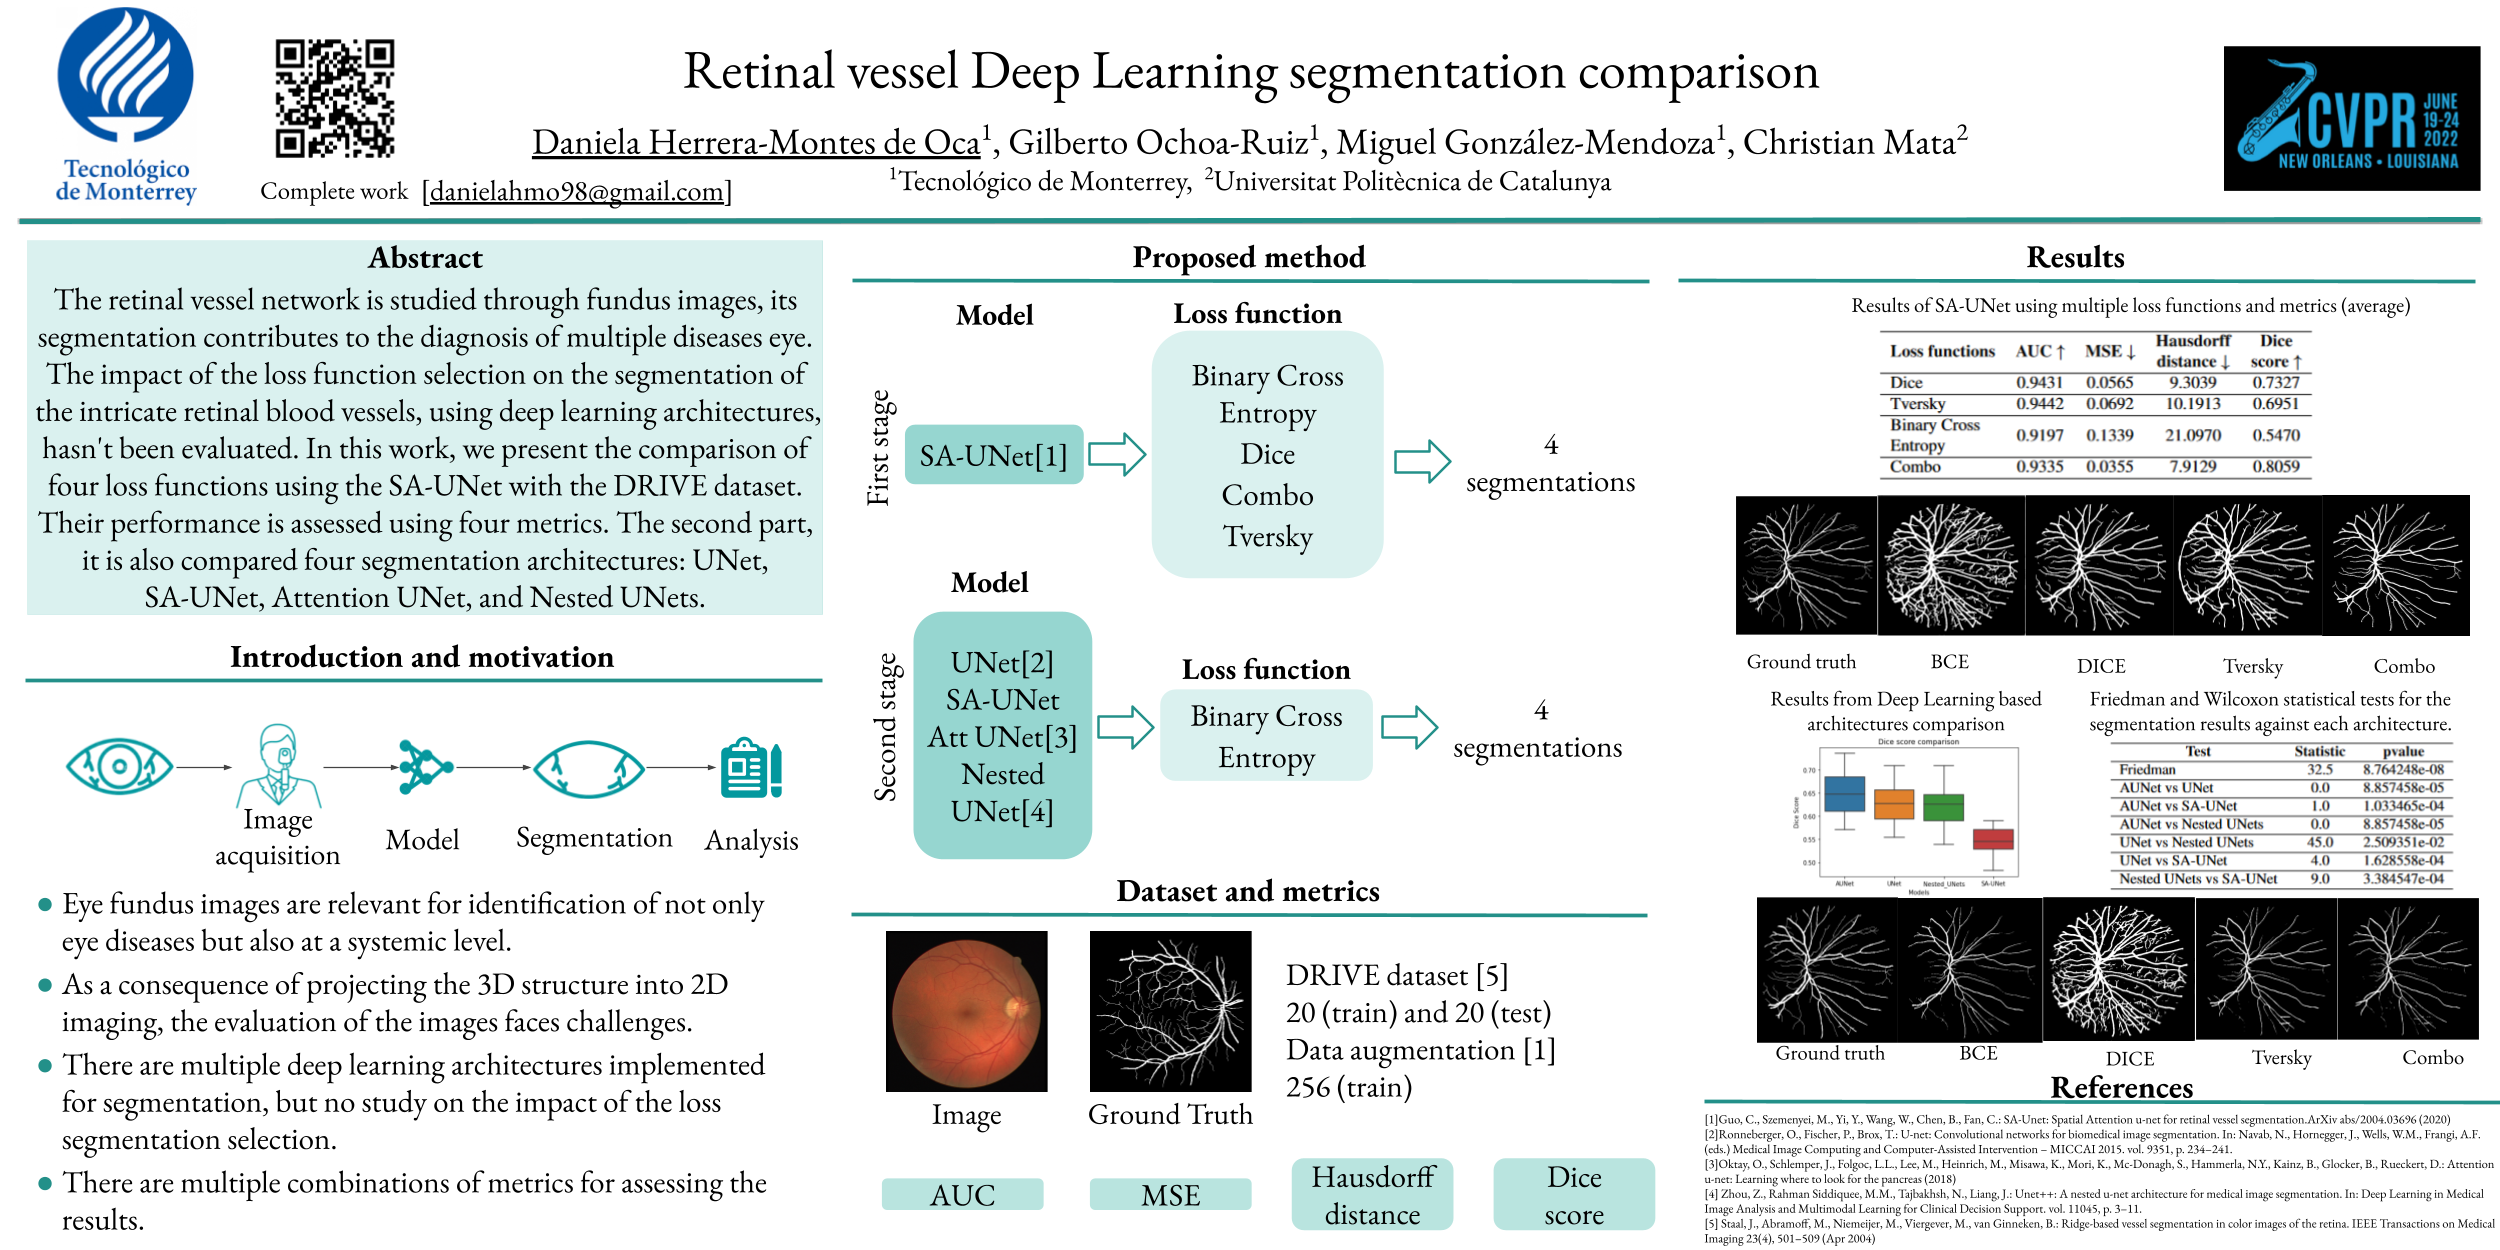 Tecnológico
de Monterrey
Complete work [danielahmo98@gmail.com]
Retinal vessel Deep Learning segmentation comparison
Daniela Herrera-Montes de Oca¹, Gilberto Ochoa-Ruiz¹, Miguel González-Mendoza¹, Christian Mata²
¹Tecnológico de Monterrey, ²Universitat Politècnica de Catalunya
CVPR JUNE
19-24
2022
NEW ORLEANS • LOUISIANA
Abstract
The retinal vessel network is studied through fundus images, its
segmentation contributes to the diagnosis of multiple diseases eye.
The impact of the loss function selection on the segmentation of
the intricate retinal blood vessels, using deep learning architectures,
hasn't been evaluated. In this work, we present the comparison of
four loss functions using the SA-UNet with the DRIVE dataset.
Their performance is assessed using four metrics. The second part,
it is also compared four segmentation architectures: UNet,
SA-UNet, Attention UNet, and Nested UNets.
Introduction and motivation
Image
acquisition
Model
Segmentation
Analysis
● Eye fundus images are relevant for identification of not only
eye diseases but also at a systemic level.
● As a consequence of projecting the 3D structure into 2D
imaging, the evaluation of the images faces challenges.
● There are multiple deep learning architectures implemented
for segmentation, but no study on the impact of the loss
segmentation selection.
● There are multiple combinations of metrics for assessing the
results.
Proposed method
Model
Loss function
First stage
SA-UNet[1]
Binary Cross
Entropy
Dice
Combo
Tversky
4
segmentations
Model
Second stage
UNet[2]
SA-UNet
Att UNet[3]
Nested
UNet[4]
Loss function
Binary Cross
Entropy
4
segmentations
Dataset and metrics
Image
Ground Truth
DRIVE dataset [5]
20 (train) and 20 (test)
Data augmentation [1]
256 (train)
AUC
MSE
Hausdorff
distance
Dice
score
Results
Results of SA-UNet using multiple loss functions and metrics (average)
Loss functions AUC ↑ MSE ↓ Hausdorff distance ↓ Dice score ↑
Dice 0.9431 0.0565 9.3039 0.7327
Tversky 0.9442 0.0692 10.1913 0.6951
Binary Cross Entropy 0.9197 0.1339 21.0970 0.5470
Combo 0.9335 0.0355 7.9129 0.8059
Ground truth BCE DICE Tversky Combo
Results from Deep Learning based
architectures comparison
Dice score comparison
Dice Score
0.70
0.65
0.60
0.55
0.50
AUNet UNet Nested_UNets SA-UNet
Models
Friedman and Wilcoxon statistical tests for the
segmentation results against each architecture.
Test Statistic pvalue
Friedman 32.5 8.764248e-08
AUNet vs UNet 0.0 8.857458e-05
AUNet vs SA-UNet 1.0 1.033465e-04
AUNet vs Nested UNets 0.0 8.857458e-05
UNet vs Nested UNets 45.0 2.509351e-02
UNet vs SA-UNet 4.0 1.628558e-04
Nested UNets vs SA-UNet 9.0 3.384547e-04
Ground truth BCE DICE Tversky Combo
References
[1]Guo, C., Szemenyei, M., Yi, Y., Wang, W., Chen, B., Fan, C.: SA-Unet: Spatial Attention u-net for retinal vessel segmentation.ArXiv abs/2004.03696 (2020)
[2]Ronneberger, O., Fischer, P., Brox, T.: U-net: Convolutional networks for biomedical image segmentation. In: Navab, N., Hornegger, J., Wells, W.M., Frangi, A.F.
(eds.) Medical Image Computing and Computer-Assisted Intervention – MICCAI 2015. vol. 9351, p. 234–241.
[3]Oktay, O., Schlemper, J., Folgoc, L.L., Lee, M., Heinrich, M., Misawa, K., Mori, K., Mc-Donagh, S., Hammerla, N.Y., Kainz, B., Glocker, B., Rueckert, D.: Attention
u-net: Learning where to look for the pancreas (2018)
[4] Zhou, Z., Rahman Siddiquee, M.M., Tajbakhsh, N., Liang, J.: Unet++: A nested u-net architecture for medical image segmentation. In: Deep Learning in Medical
Image Analysis and Multimodal Learning for Clinical Decision Support. vol. 11045, p. 3–11.
[5] Staal, J., Abramoff, M., Niemeijer, M., Viergever, M., van Ginneken, B.: Ridge-based vessel segmentation in color images of the retina. IEEE Transactions on Medical
Imaging 23(4), 501–509 (Apr 2004)